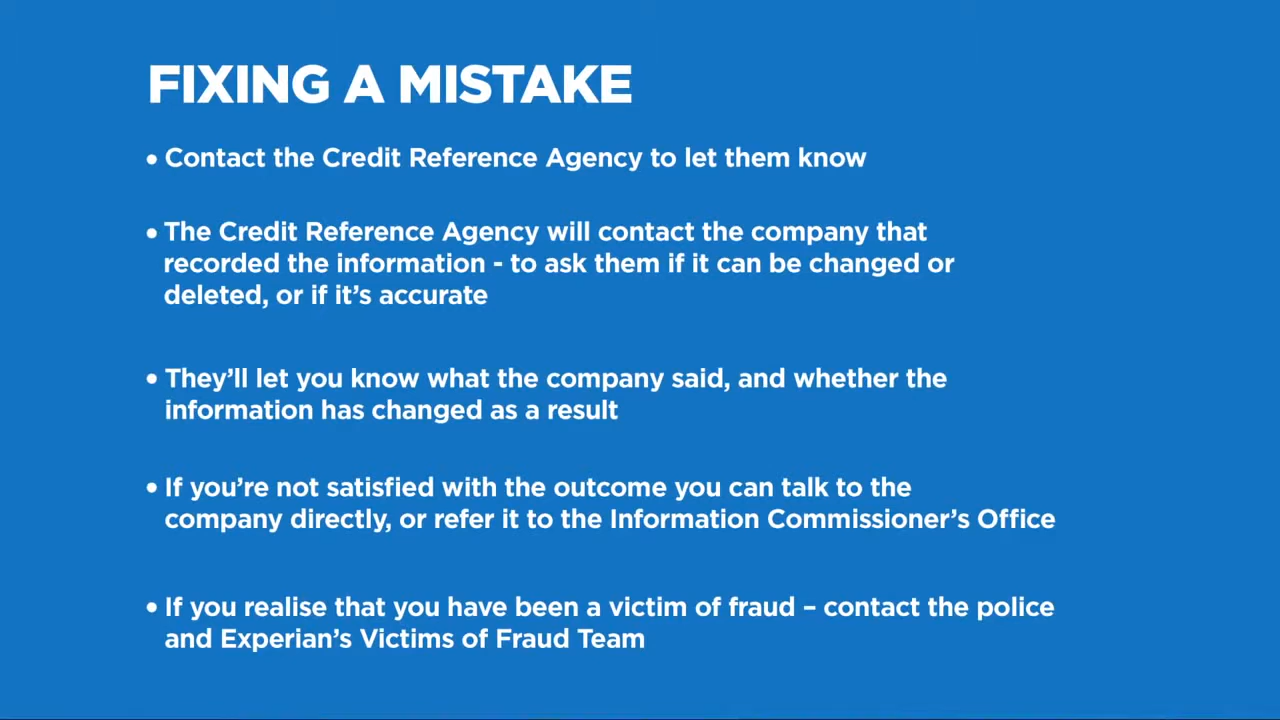 FIXING A MISTAKE
• Contact the Credit Reference Agency to let them know
• The Credit Reference Agency will contact the company that
recorded the information - to ask them if it can be changed or
deleted, or if it’s accurate
• They’ll let you know what the company said, and whether the
information has changed as a result
• If you’re not satisfied with the outcome you can talk to the
company directly, or refer it to the Information Commissioner’s Office
• If you realise that you have been a victim of fraud – contact the police
and Experian’s Victims of Fraud Team